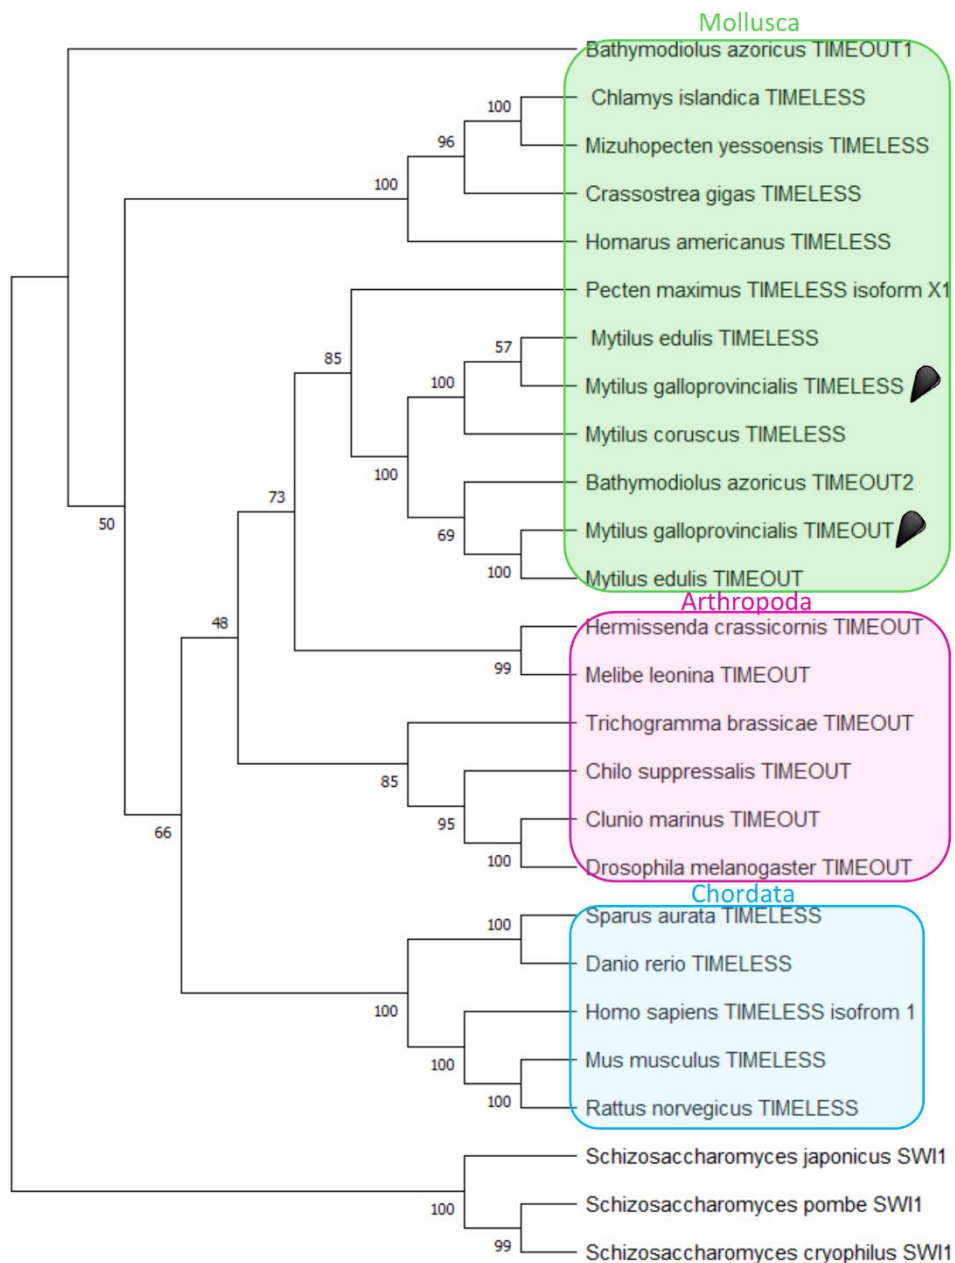 Mollusca
Bathymodiolus azoricus TIMEOUT1
100
Chlamys islandica TIMELESS
96
Mizuhopecten yessoensis TIMELESS
100
Crassostrea gigas TIMELESS
Homarus americanus TIMELESS
Pecten maximus TIMELESS isoform X1
57
Mytilus edulis TIMELESS
85
100
Mytilus galloprovincialis TIMELESS
Mytilus coruscus TIMELESS
100
Bathymodiolus azoricus TIMEOUT2
73
50
69
Mytilus galloprovincialis TIMEOUT
100
Mytilus edulis TIMEOUT
Arthropoda
48
Hermissenda crassicornis TIMEOUT
99
Melibe leonina TIMEOUT
Trichogramma brassicae TIMEOUT
85
Chilo suppressalis TIMEOUT
95
66
Clunio marinus TIMEOUT
100
Drosophila melanogaster TIMEOUT
Chordata
100
Sparus aurata TIMELESS
Danio rerio TIMELESS
100
Homo sapiens TIMELESS isofrom 1
100
Mus musculus TIMELESS
100
Rattus norvegicus TIMELESS
Schizosaccharomyces japonicus SWI1
100
Schizosaccharomyces pombe SWI1
99
Schizosaccharomyces cryophilus SWI1